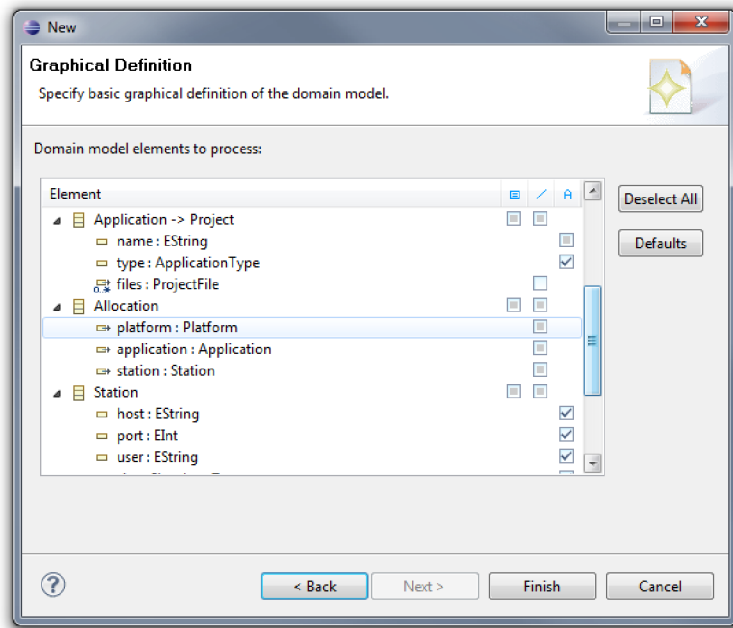 New
Graphical Definition
Specify basic graphical definition of the domain model.
Domain model elements to process:
Element
Deselect All
Application -> Project
name : EString
Defaults
type : ApplicationType
files : ProjectFile
Allocation
platform : Platform
application : Application
station : Station
Station
host : EString
port : EInt
user : EString
?
< Back
Next >
Finish
Cancel